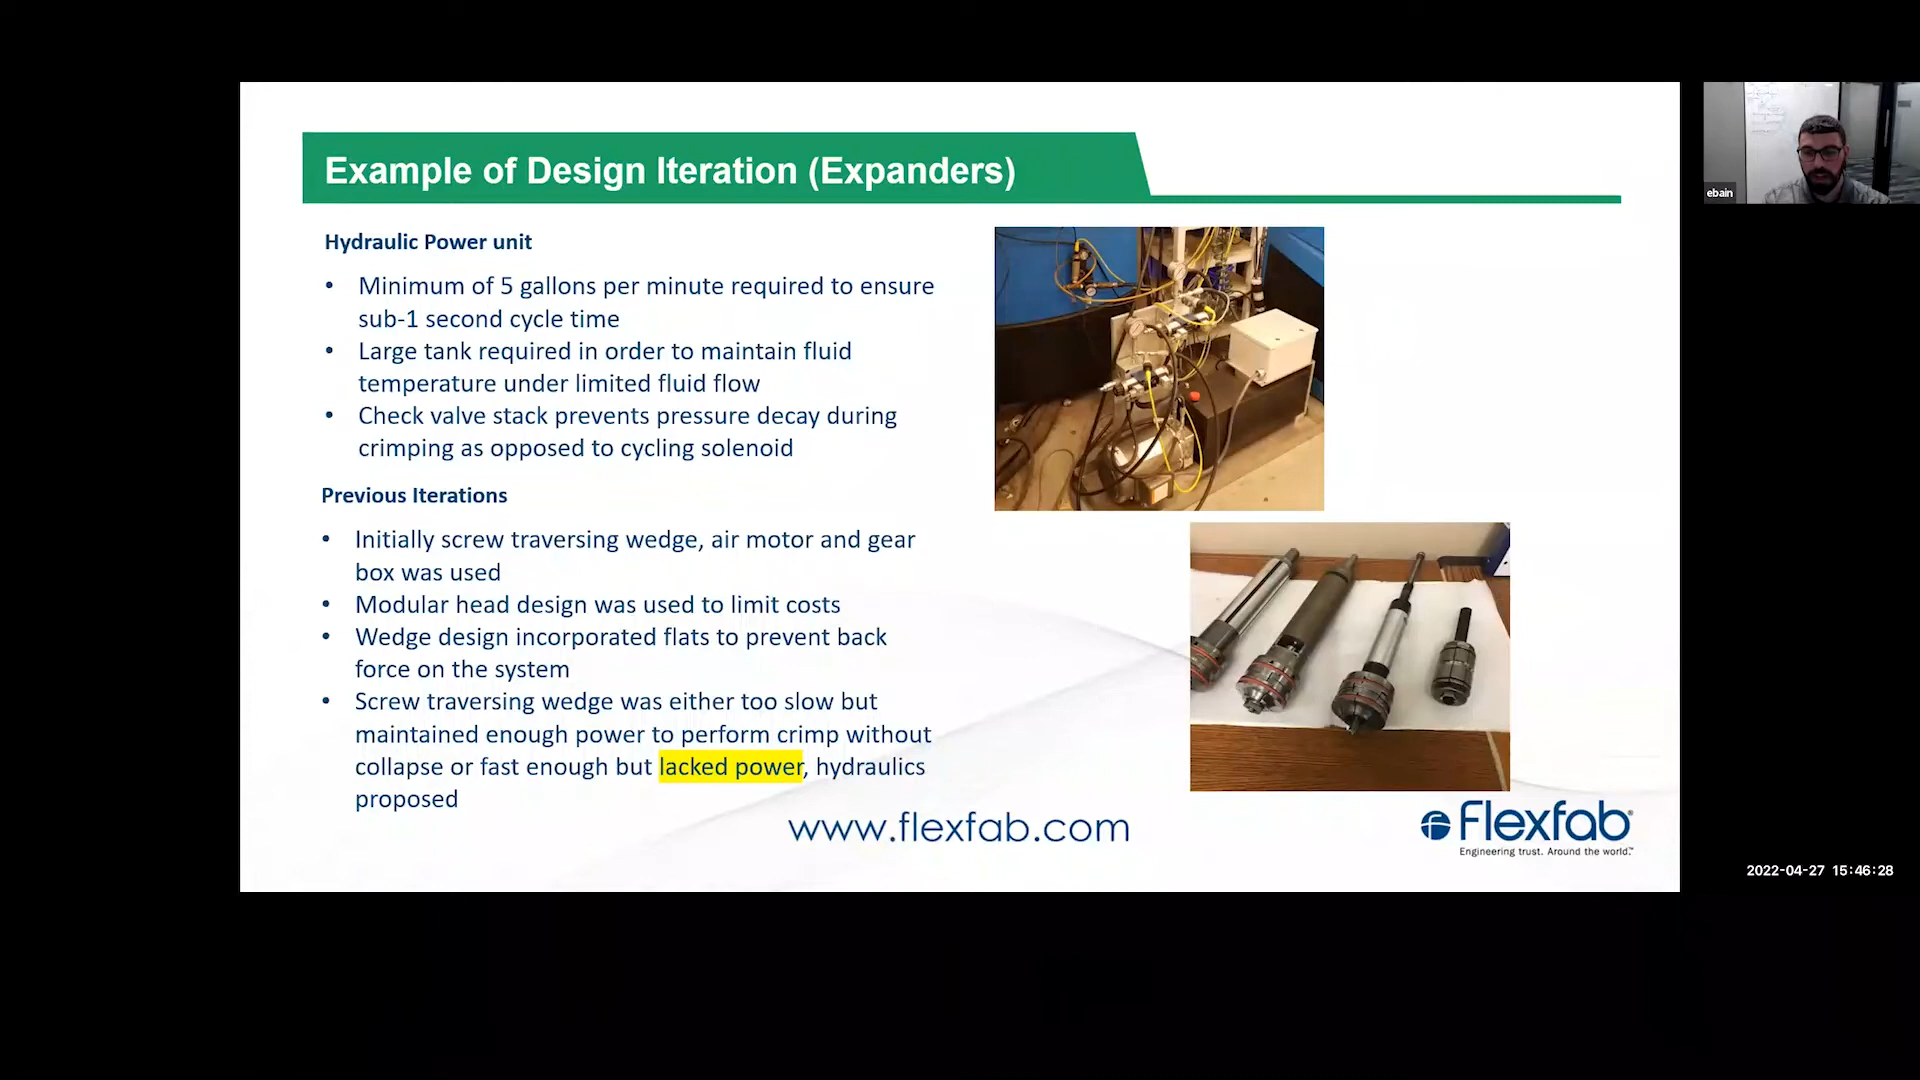 Example of Design Iteration (Expanders)
Hydraulic Power unit
• Minimum of 5 gallons per minute required to ensure
sub-1 second cycle time
• Large tank required in order to maintain fluid
temperature under limited fluid flow
• Check valve stack prevents pressure decay during
crimping as opposed to cycling solenoid
Previous Iterations
• Initially screw traversing wedge, air motor and gear
box was used
• Modular head design was used to limit costs
• Wedge design incorporated flats to prevent back
force on the system
• Screw traversing wedge was either too slow but
maintained enough power to perform crimp without
collapse or fast enough but lacked power, hydraulics
proposed
www.flexfab.com
Flexfab®
Engineering trust. Around the world.™
ebain
2022-04-27 15:46:28